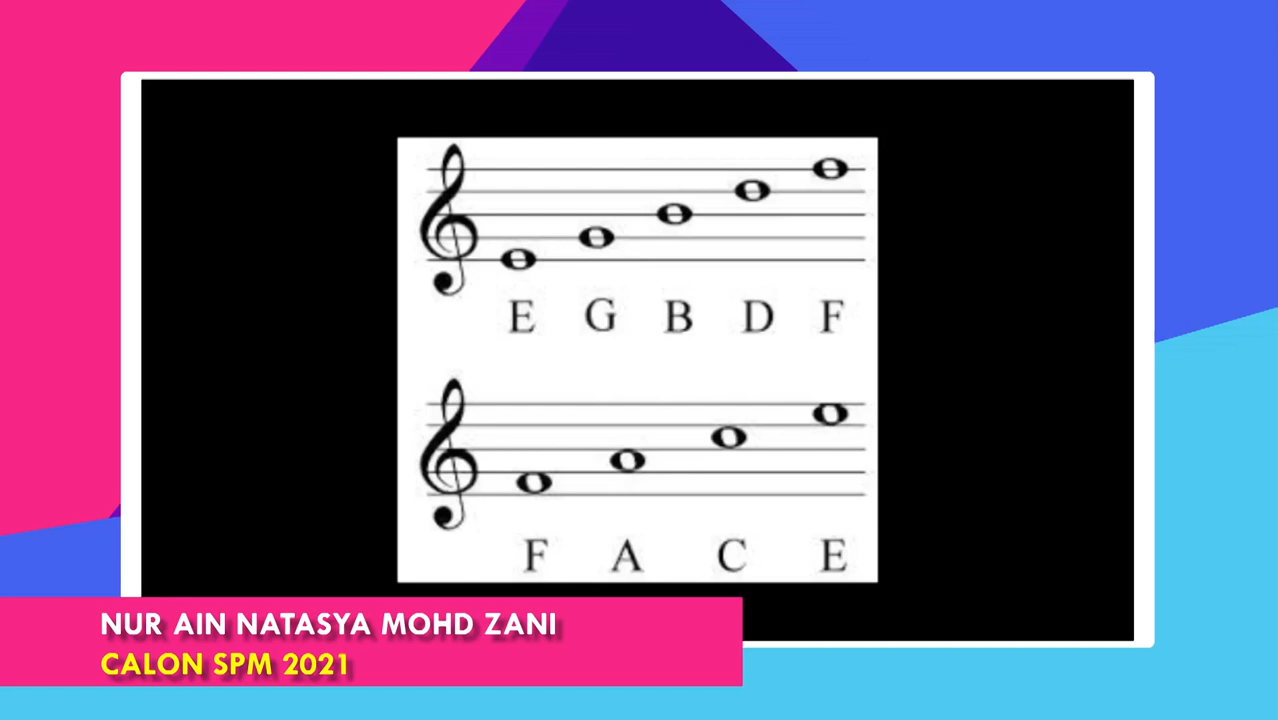 E G B D F
F A C E
NUR AIN NATASYA MOHD ZANI
CALON SPM 2021